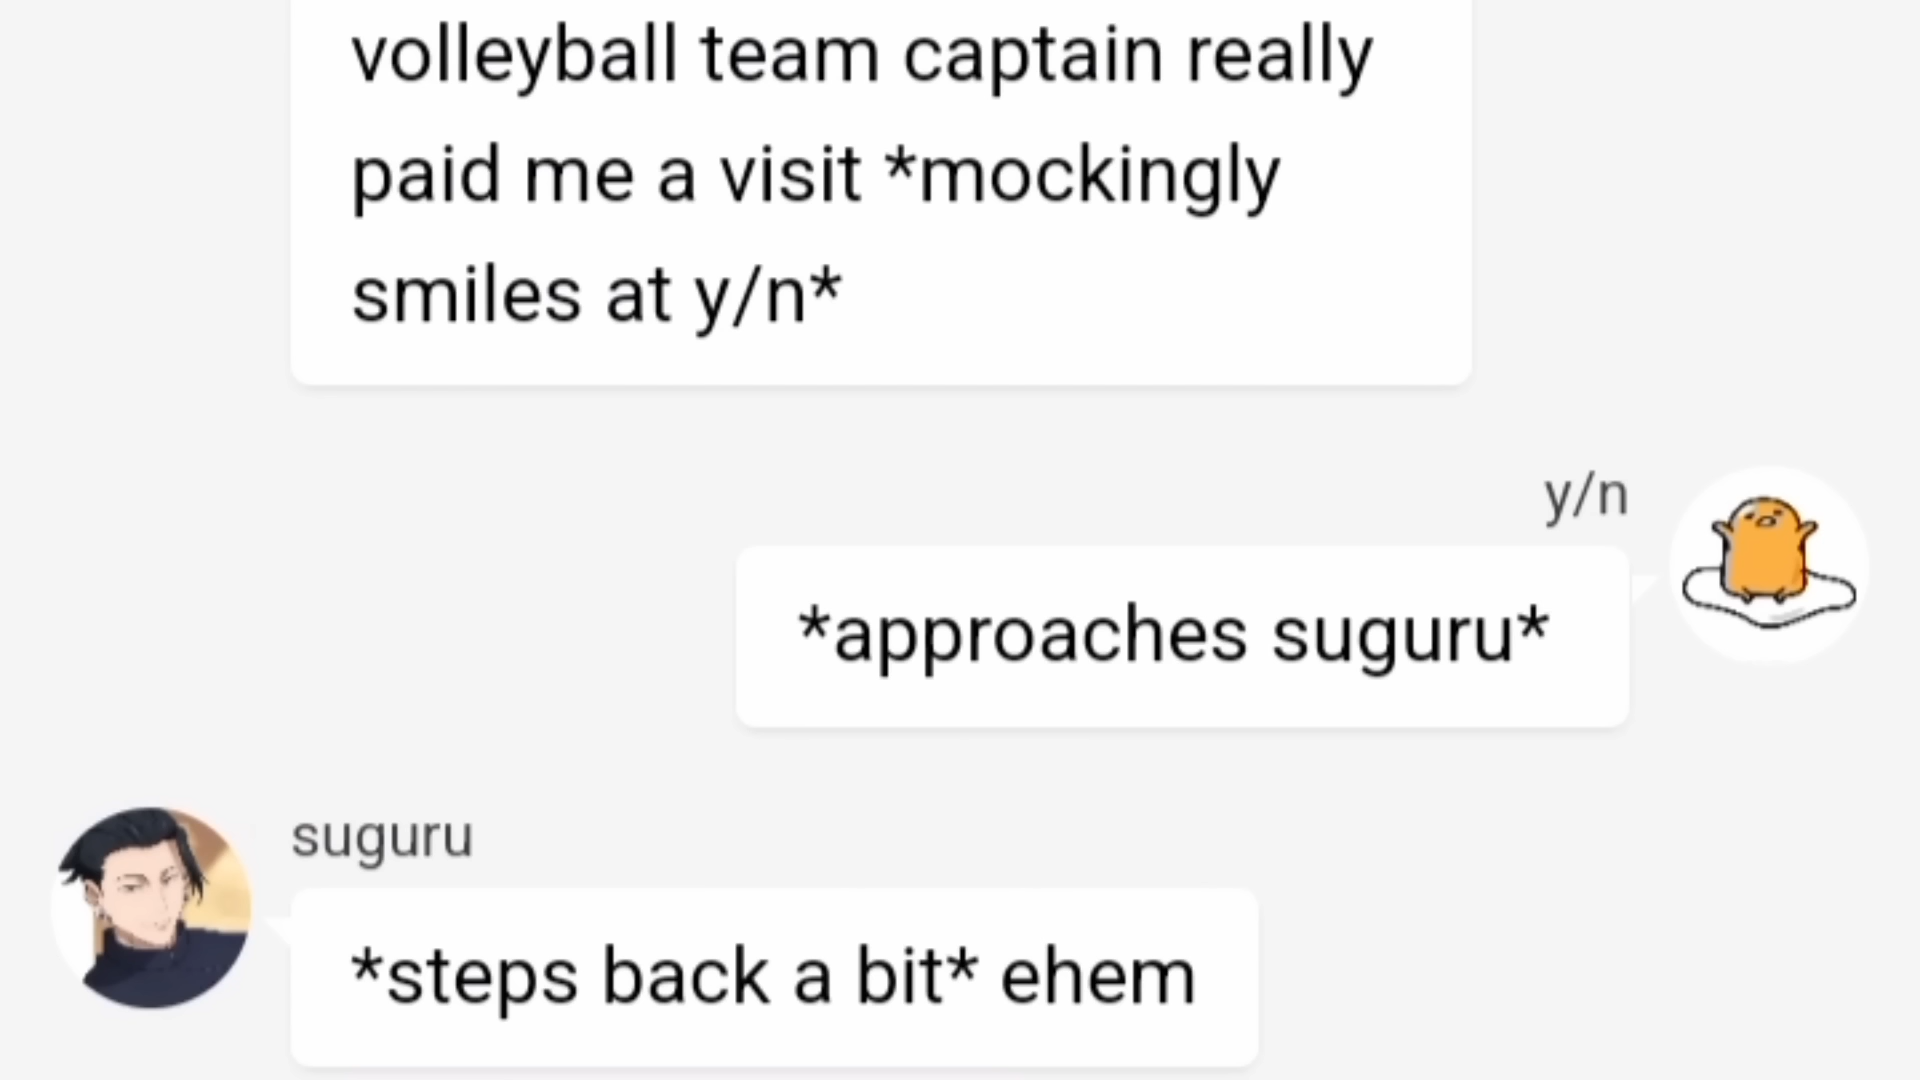 volleyball team captain really
paid me a visit *mockingly
smiles at y/n*
y/n
*approaches suguru*
suguru
*steps back a bit* ehem